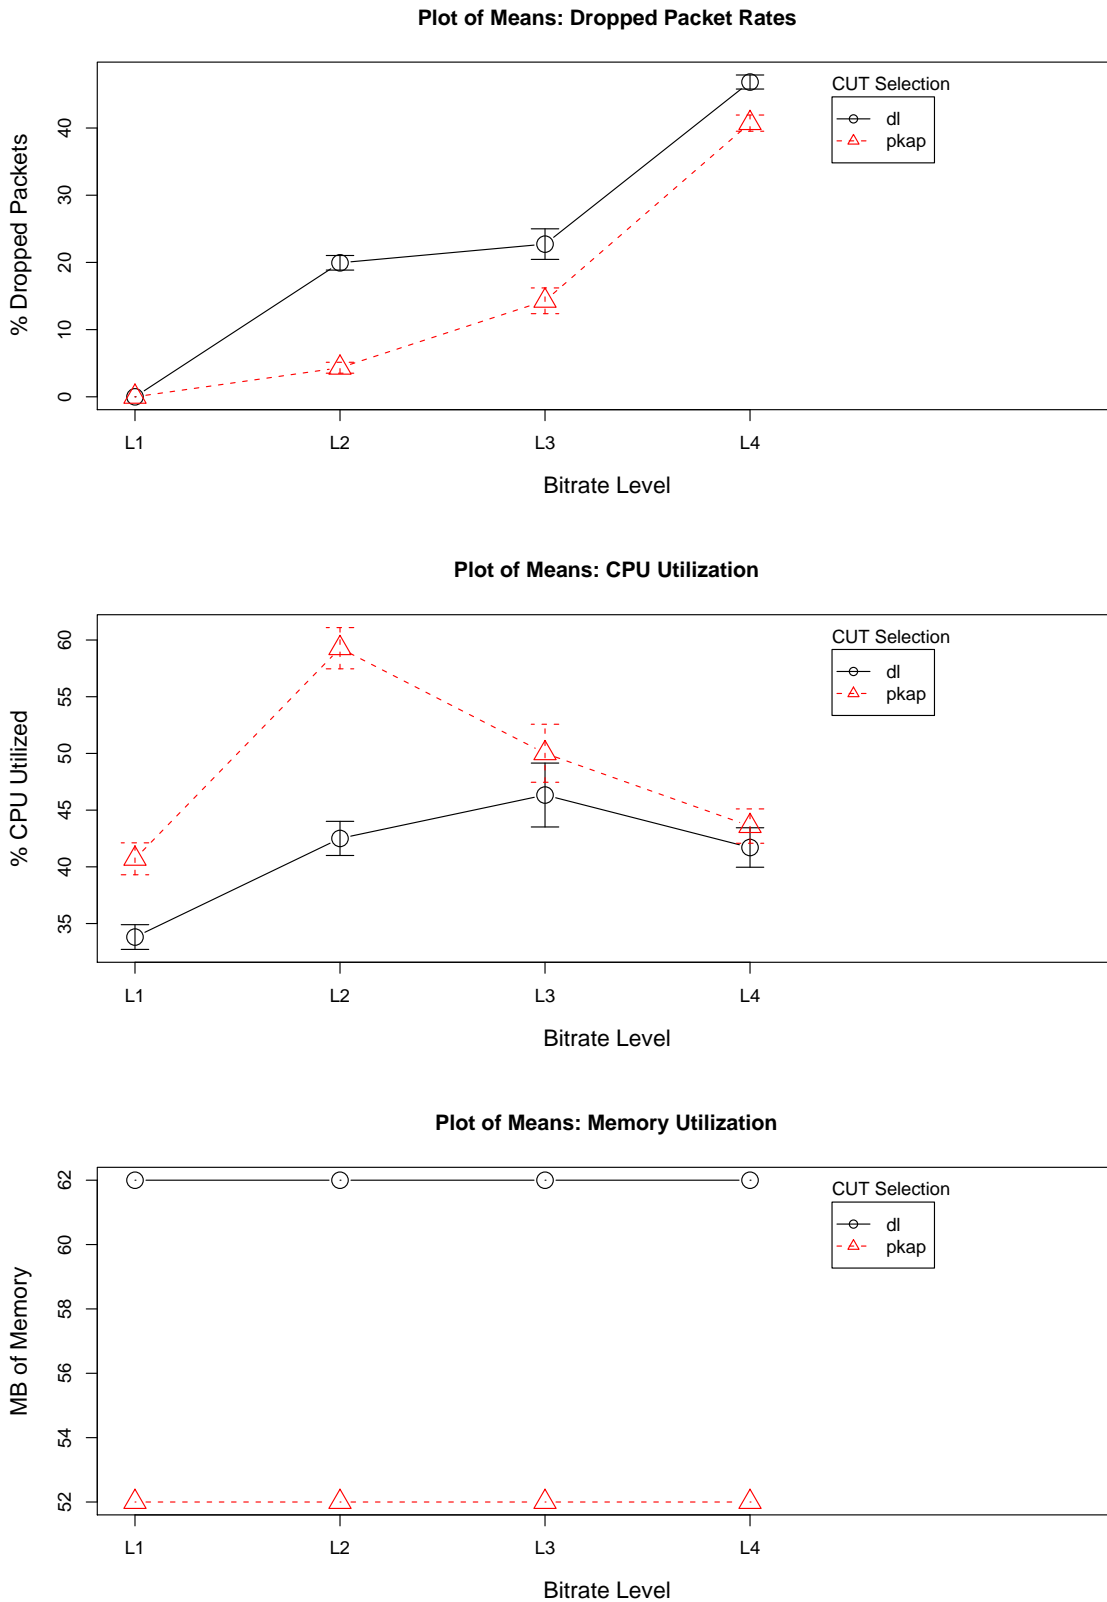 Plot of Means: Dropped Packet Rates
% Dropped Packets
40
30
20
10
0
CUT Selection
dl
pkap
L1 L2 L3 L4
Bitrate Level
Plot of Means: CPU Utilization
% CPU Utilized
60
55
50
45
40
35
CUT Selection
dl
pkap
L1 L2 L3 L4
Bitrate Level
Plot of Means: Memory Utilization
MB of Memory
62
60
58
56
54
52
CUT Selection
dl
pkap
L1 L2 L3 L4
Bitrate Level